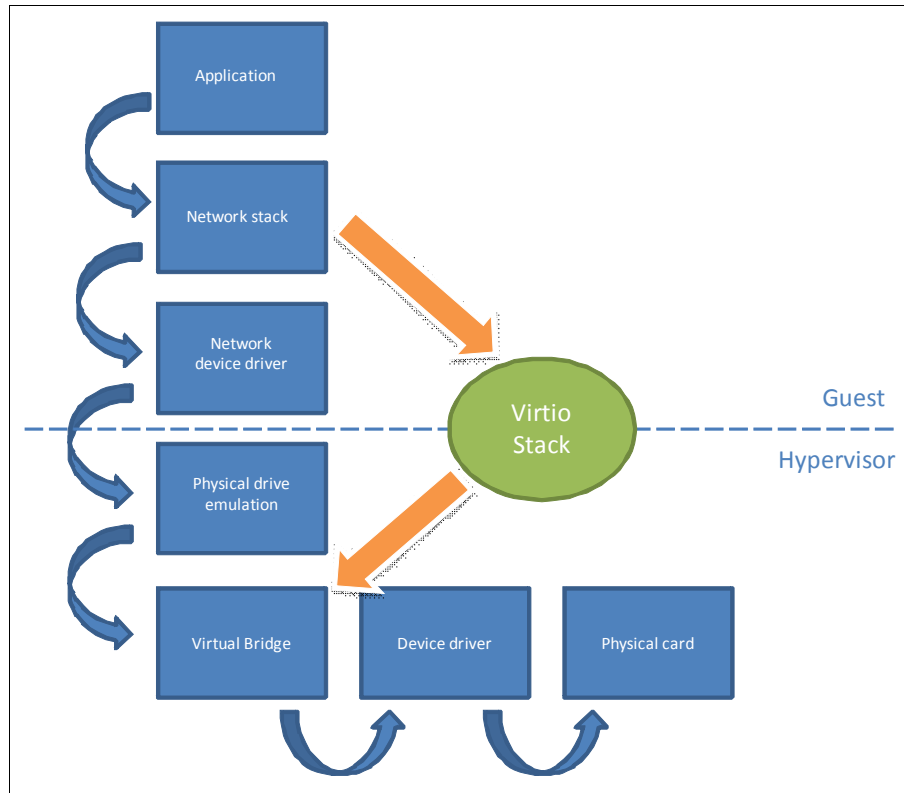 Application
Network stack
Network
device driver
Virtio
Stack
Guest
Hypervisor
Physical drive
emulation
Virtual Bridge
Device driver
Physical card